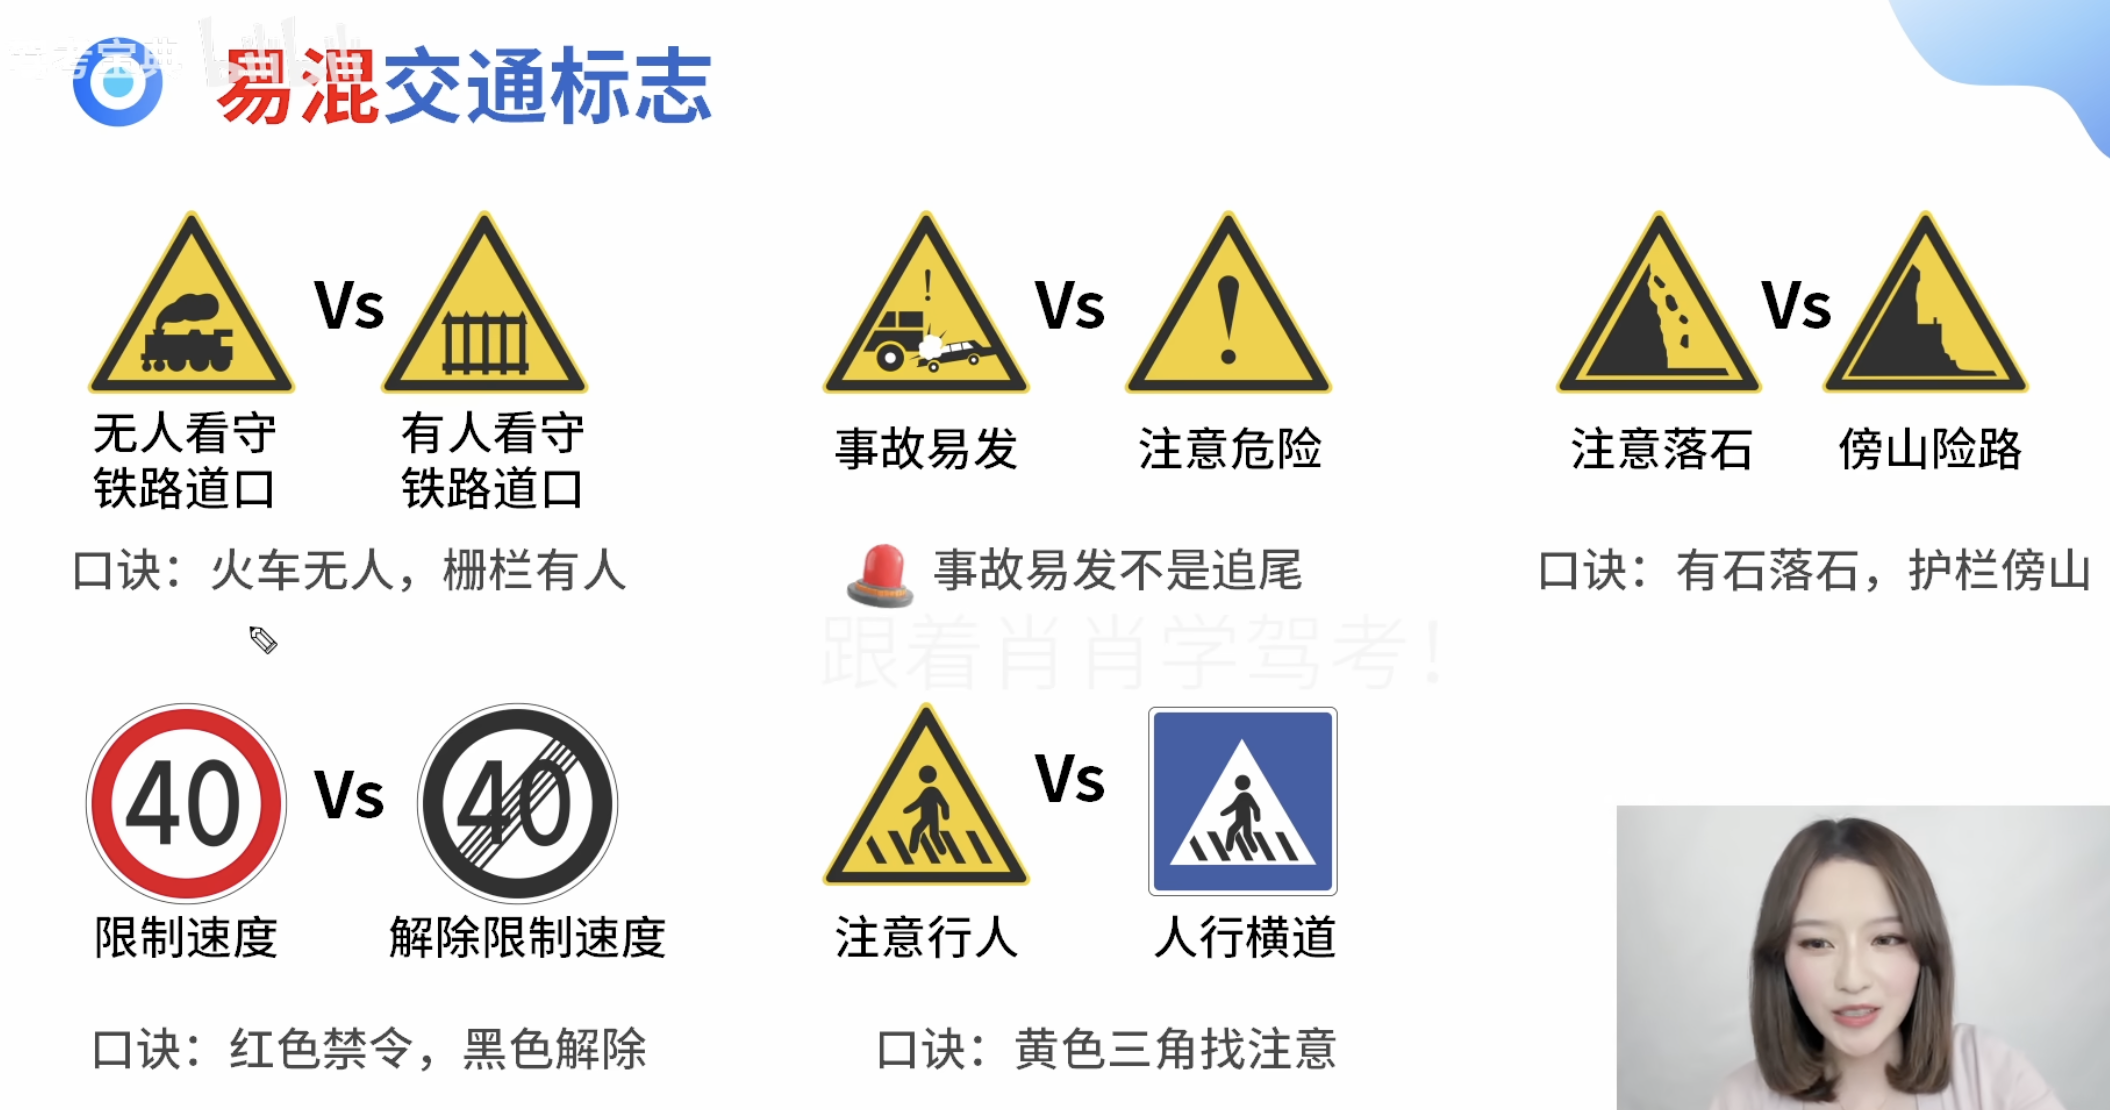 易混交通标志
Vs
Vs
Vs
无人看守
铁路道口
有人看守
铁路道口
事故易发
注意危险
注意落石
傍山险路
口诀：火车无人，栅栏有人
事故易发不是追尾
口诀：有石落石，护栏傍山
跟着肖肖学驾考！
40
Vs
40
Vs
限制速度
解除限制速度
注意行人
人行横道
口诀：红色禁令，黑色解除
口诀：黄色三角找注意